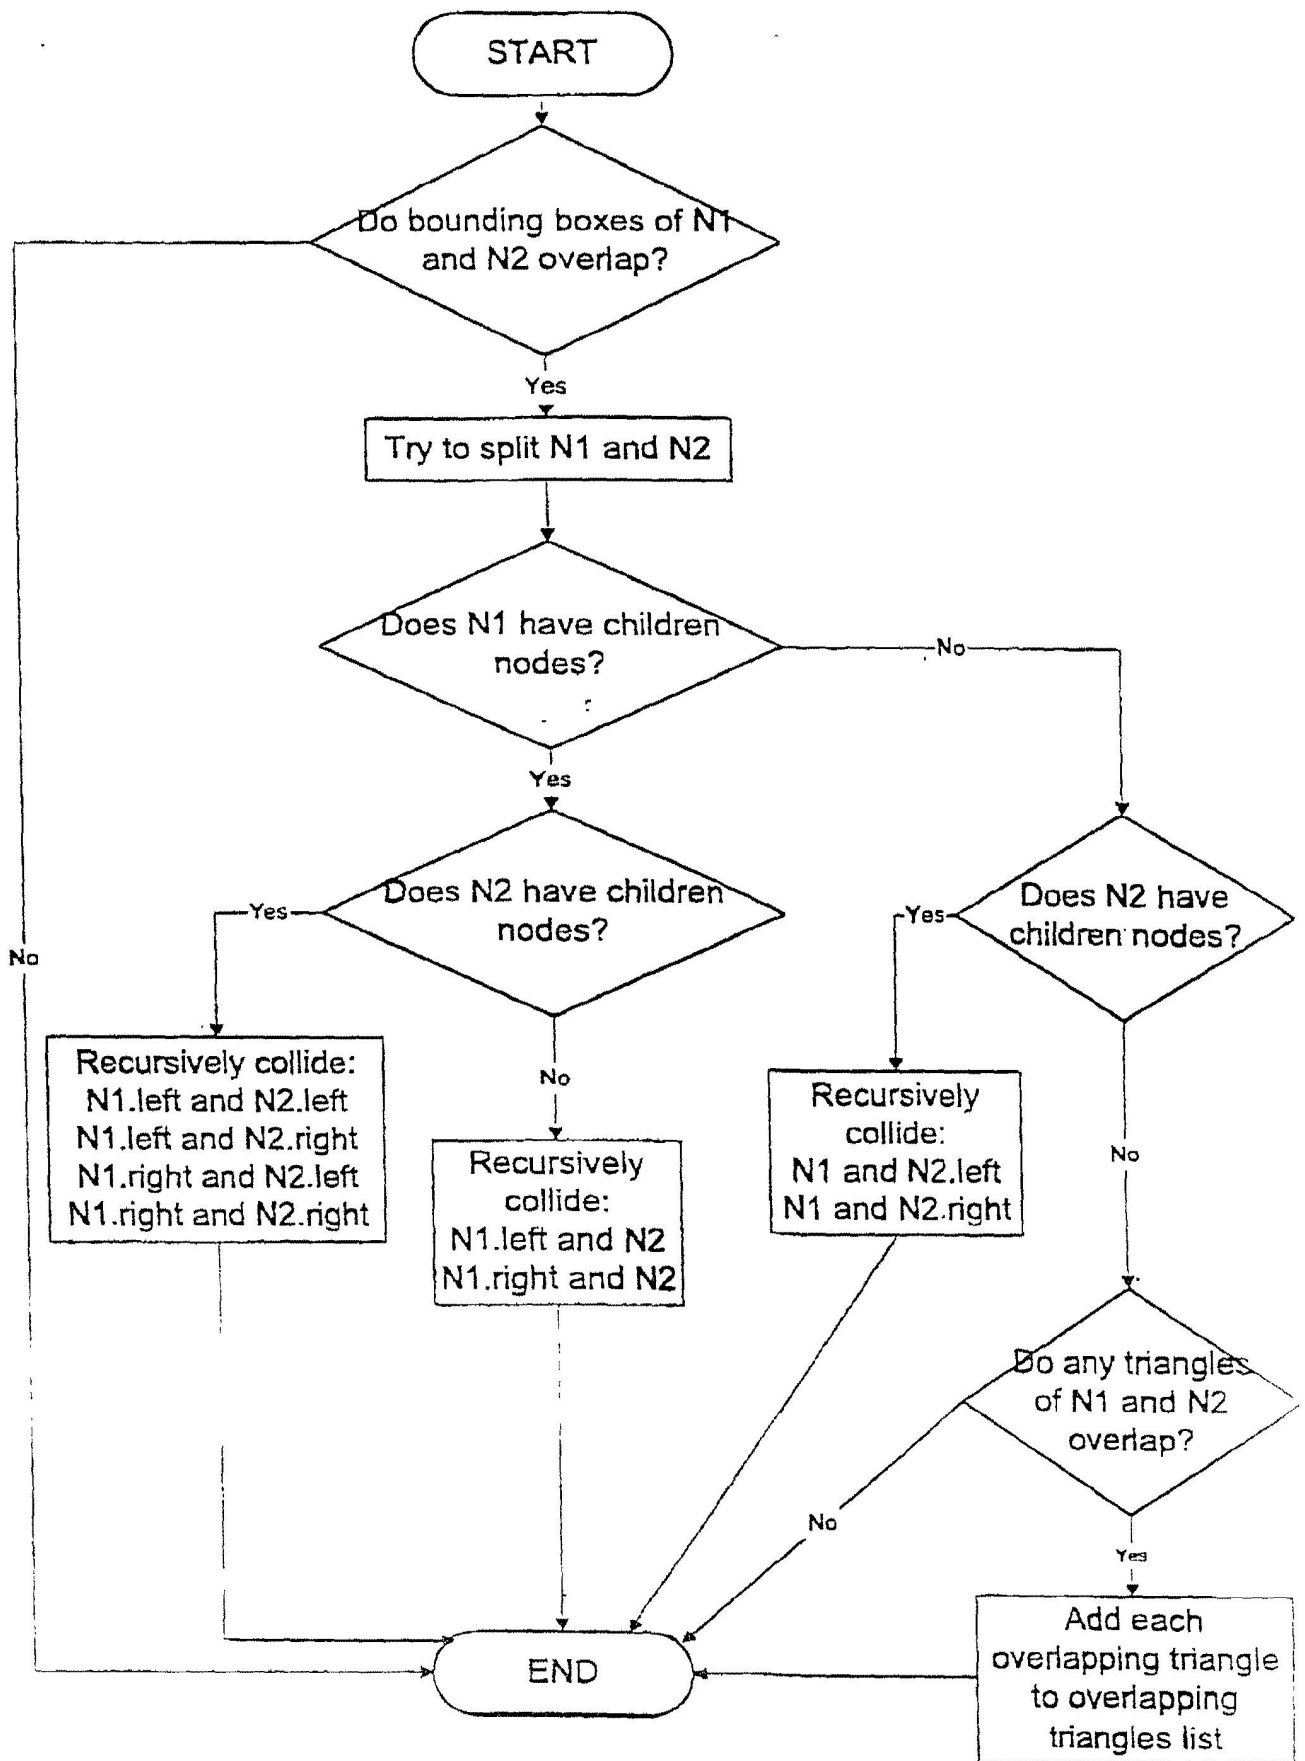 START
Do bounding boxes of N1
and N2 overlap?
Yes
Try to split N1 and N2
Does N1 have children
nodes?
No
Yes
Does N2 have children
nodes?
Yes
Does N2 have
children nodes?
Yes
No
Recursively collide:
N1.left and N2.left
N1.left and N2.right
N1.right and N2.left
N1.right and N2.right
No
Recursively
collide:
N1.left and N2
N1.right and N2
Recursively
collide:
N1 and N2.left
N1 and N2.right
No
Do any triangles
of N1 and N2
overlap?
No
Yes
Add each
overlapping triangle
to overlapping
triangles list
END